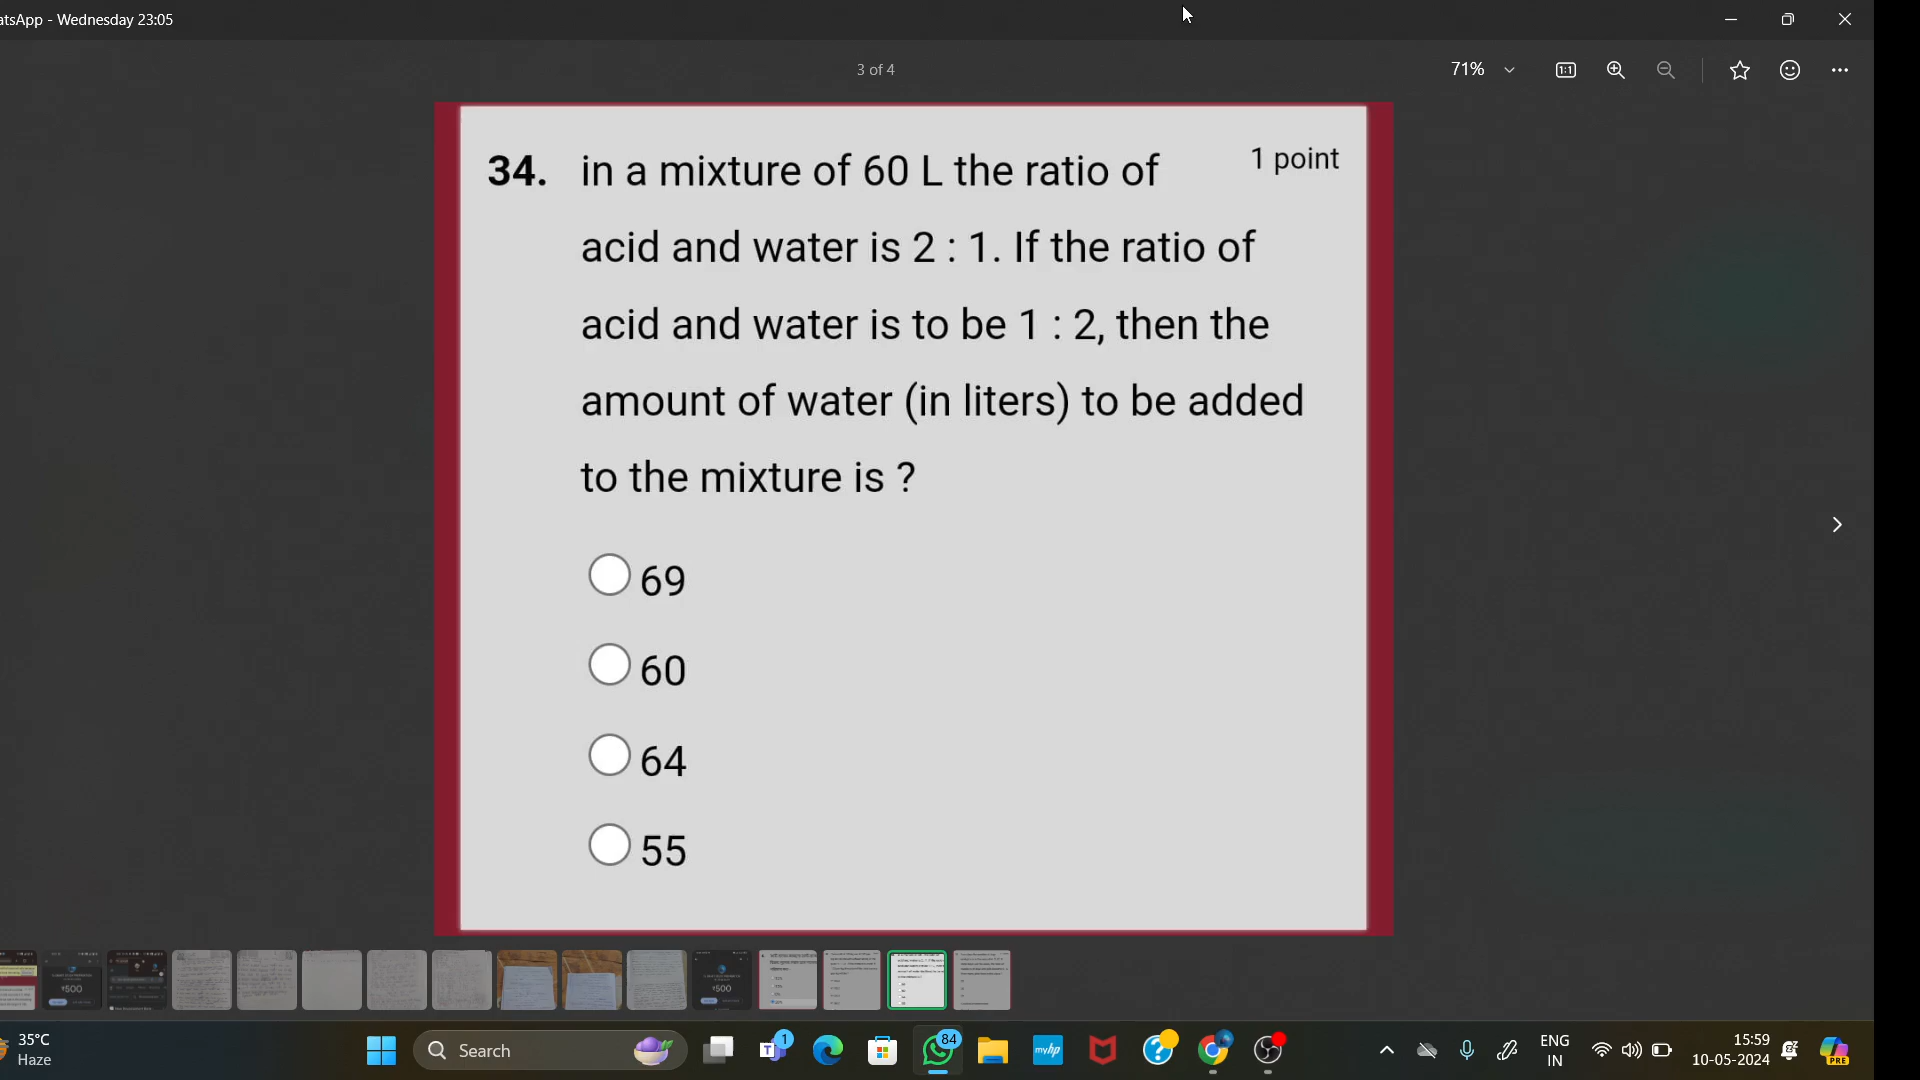 atsApp - Wednesday 23:05
3 of 4
71%
34. in a mixture of 60 L the ratio of 1 point
acid and water is 2 : 1. If the ratio of
acid and water is to be 1 : 2, then the
amount of water (in liters) to be added
to the mixture is ?
69
60
64
55
35°C
Haze
Search
1
84
myhp
ENG
IN
15:59
10-05-2024
PRE